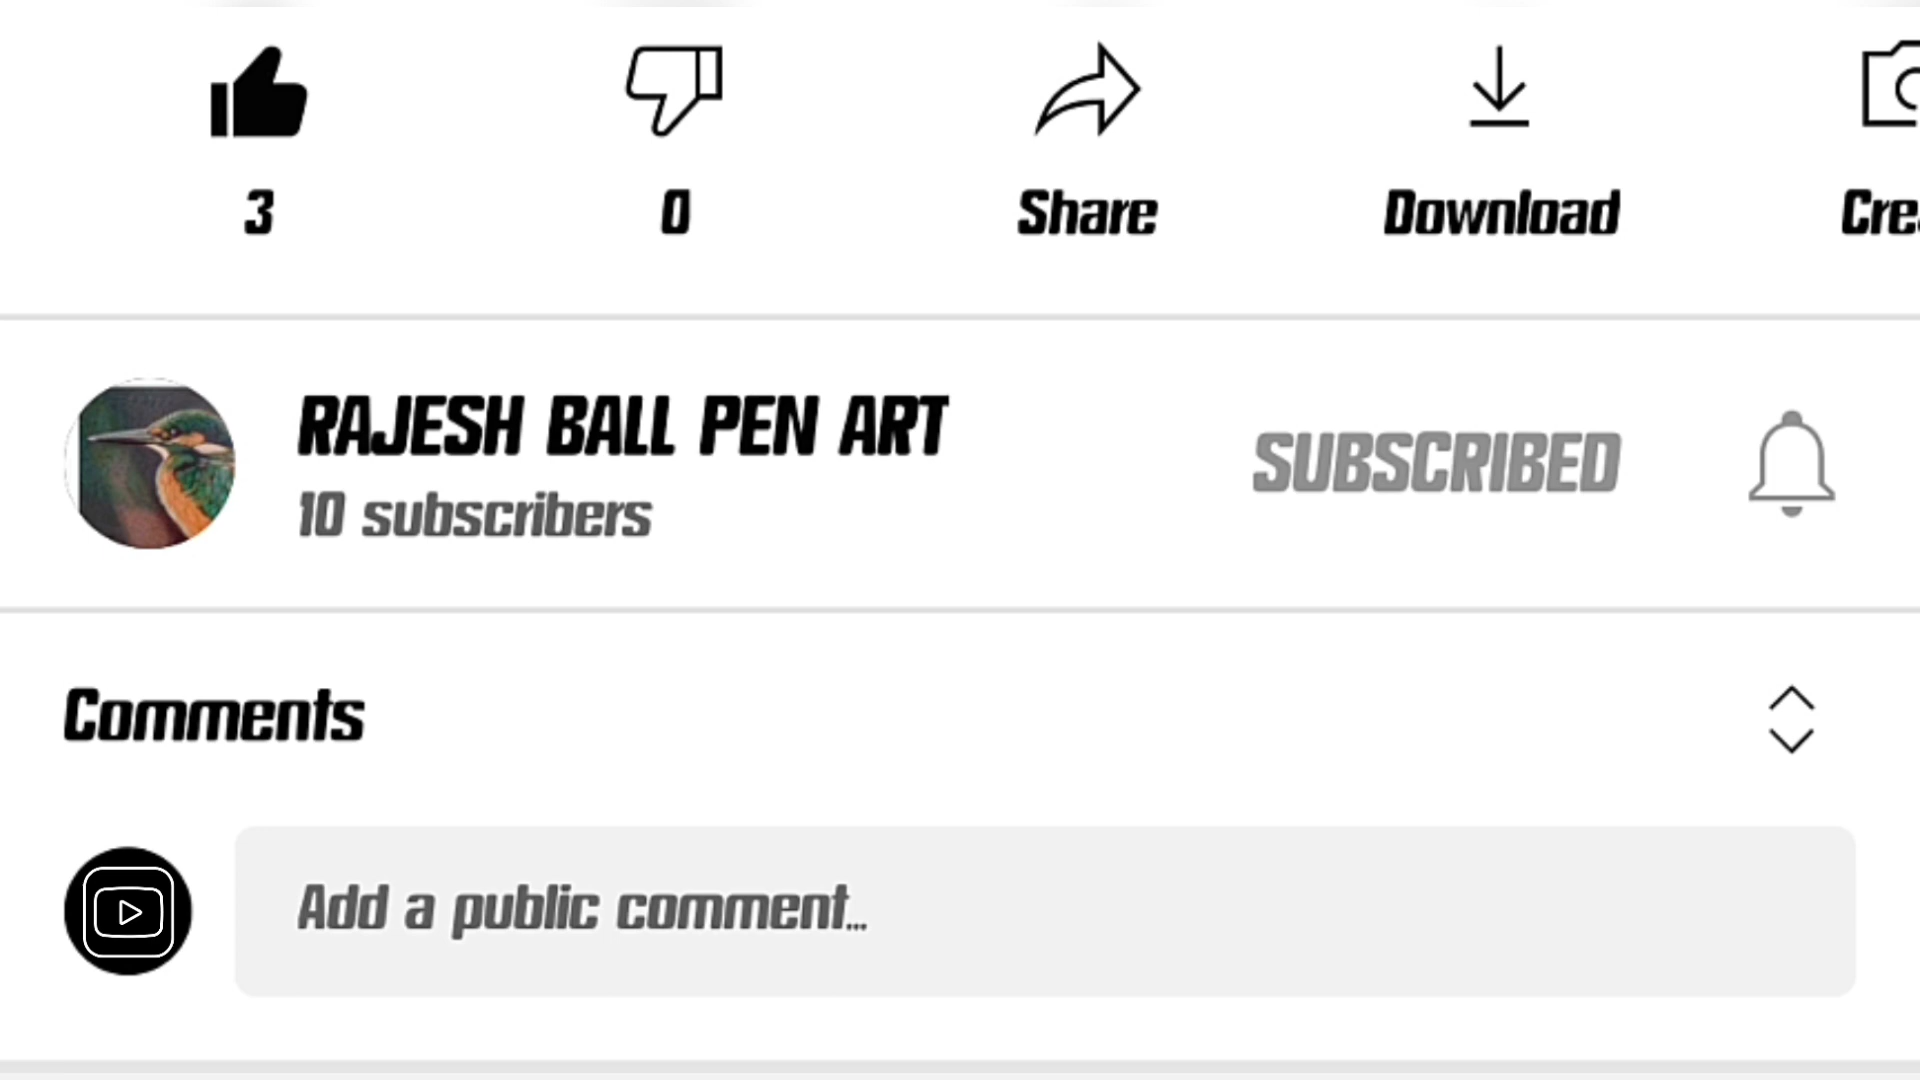 3
0
Share
Download
RAJESH BALL PEN ART
10 subscribers
SUBSCRIBED
Comments
Add a public comment...